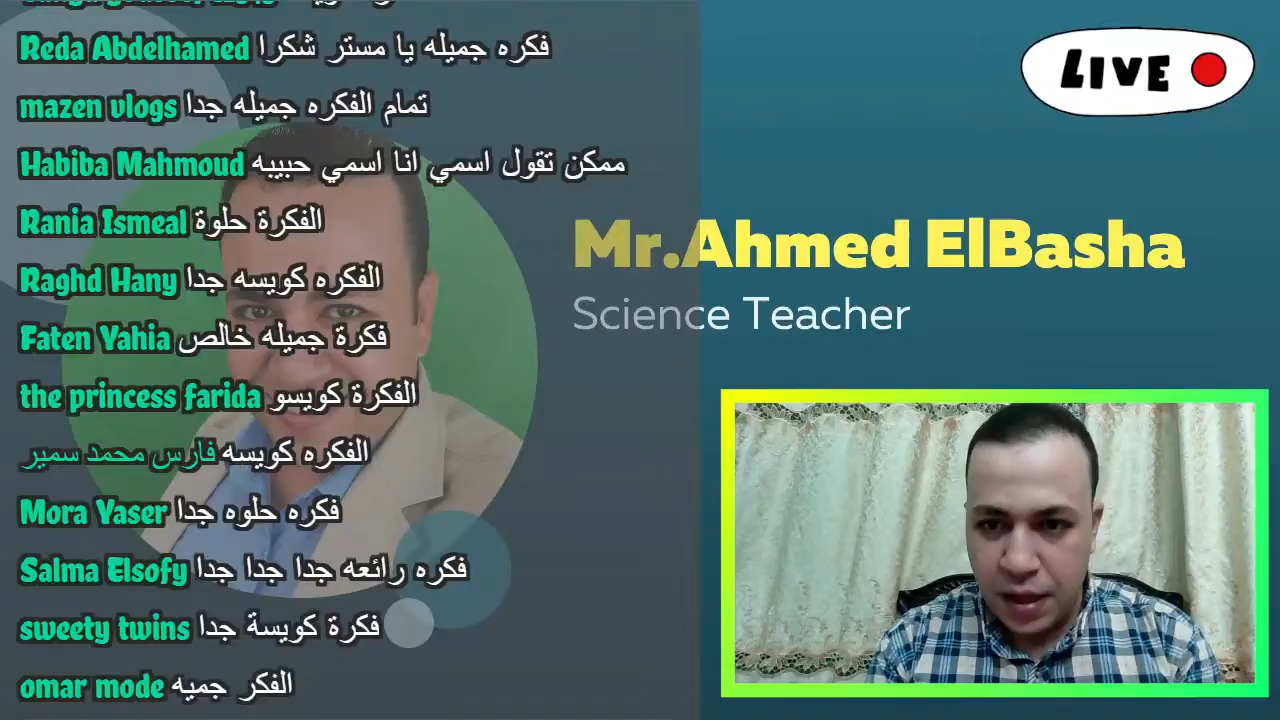 Reda Abdelhamed فكره جميله يا مستر شكرا
mazen vlogs تمام الفكره جميله جدا
Habiba Mahmoud ممكن تقول اسمي انا اسمي حبيبه
Rania Ismeal الفكرة حلوة
Raghd Hany الفكره كويسه جدا
Faten Yahia فكرة جميله خالص
the princess farida الفكرة كويسو
فارس محمد سمير الفكره كويسه
Mora Yaser فكره حلوه جدا
Salma Elsofy فكره رائعه جدا جدا جدا
sweety twins فكرة كويسة جدا
omar mode الفكر جميه
LIVE
Mr.Ahmed ElBasha
Science Teacher